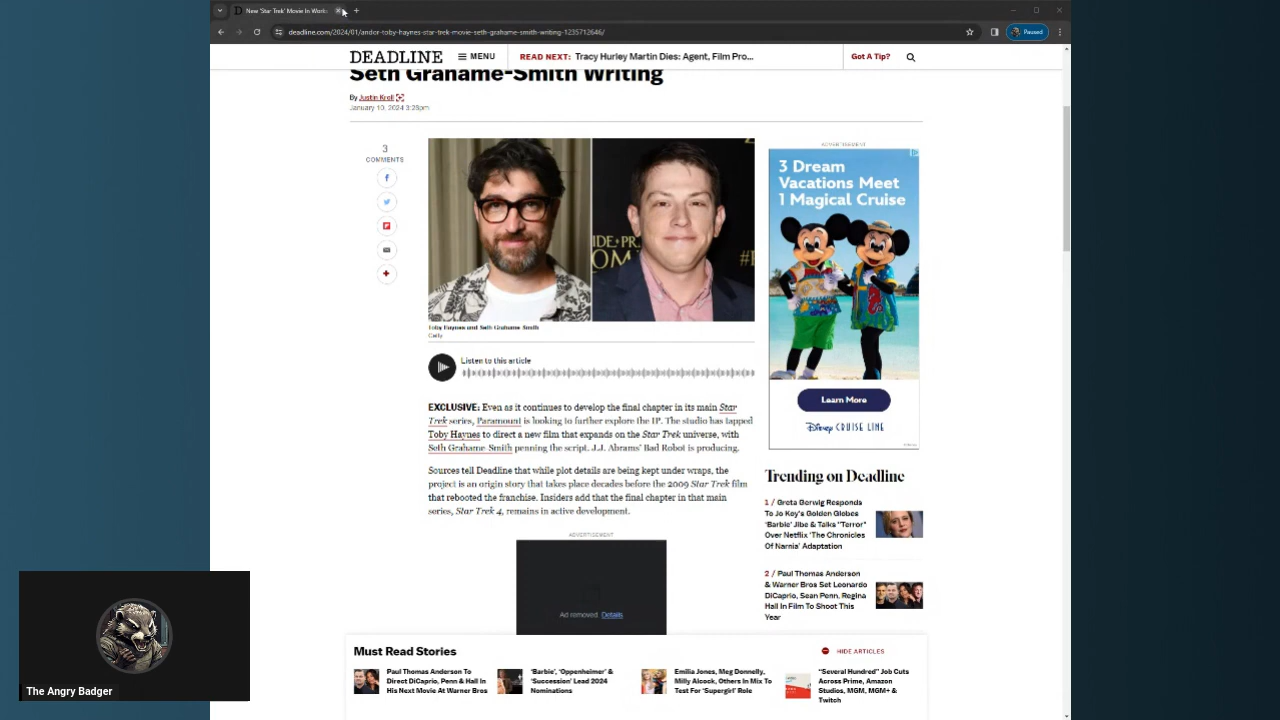 New 'Star Trek' Movie In Works
deadline.com/2024/01/andor-toby-haynes-star-trek-movie-seth-grahame-smith-writing-1235712646/
Paused
DEADLINE
MENU
READ NEXT: Tracy Hurley Martin Dies: Agent, Film Pro...
Got A Tip?
Seth Grahame-Smith Writing
By Justin Kroll
January 10, 2024 3:28pm
3
COMMENTS
Toby Haynes and Seth Grahame-Smith
Getty
Listen to this article
EXCLUSIVE: Even as it continues to develop the final chapter in its main Star
Trek series, Paramount is looking to further explore the IP. The studio has tapped
Toby Haynes to direct a new film that expands on the Star Trek universe, with
Seth Grahame-Smith penning the script. J.J. Abrams' Bad Robot is producing.
Sources tell Deadline that while plot details are being kept under wraps, the
project is an origin story that takes place decades before the 2009 Star Trek film
that rebooted the franchise. Insiders add that the final chapter in that main
series, Star Trek 4, remains in active development.
ADVERTISEMENT
Ad removed. Details
ADVERTISEMENT
3 Dream
Vacations Meet
1 Magical Cruise
Learn More
Disney CRUISE LINE
Trending on Deadline
1 / Greta Gerwig Responds
To Jo Koy's Golden Globes
'Barbie' Jibe & Talks "Terror"
Over Netflix 'The Chronicles
Of Narnia' Adaptation
2 / Paul Thomas Anderson
& Warner Bros Set Leonardo
DiCaprio, Sean Penn, Regina
Hall In Film To Shoot This
Year
Must Read Stories
HIDE ARTICLES
Paul Thomas Anderson To
Direct DiCaprio, Penn & Hall In
His Next Movie At Warner Bros
'Barbie', 'Oppenheimer' &
'Succession' Lead 2024
Nominations
Emilia Jones, Meg Donnelly,
Milly Alcock, Others In Mix To
Test For 'Supergirl' Role
"Several Hundred" Job Cuts
Across Prime, Amazon
Studios, MGM, MGM+ &
Twitch
The Angry Badger